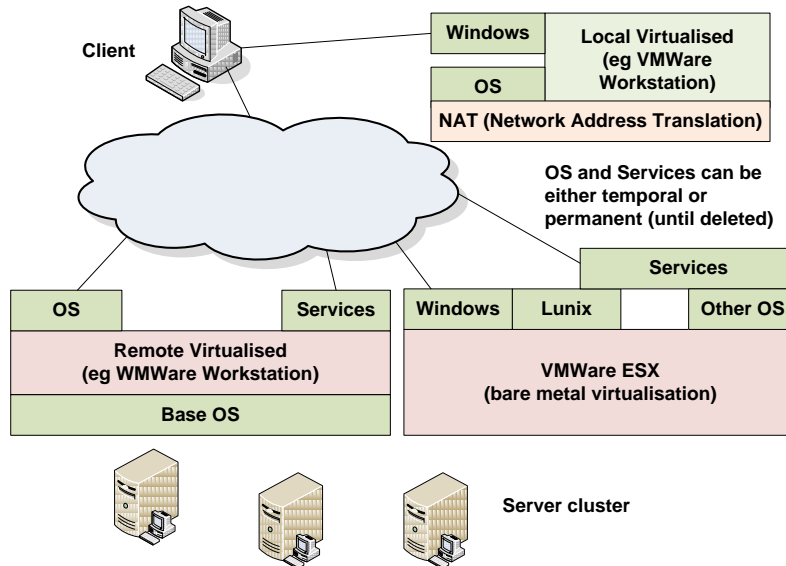 Client
Windows
Local Virtualised
(eg VMWare
Workstation)
OS
NAT (Network Address Translation)
OS and Services can be
either temporal or
permanent (until deleted)
Services
OS
Services
Windows
Lunix
Other OS
Remote Virtualised
(eg WMWare Workstation)
VMWare ESX
(bare metal virtualisation)
Base OS
Server cluster